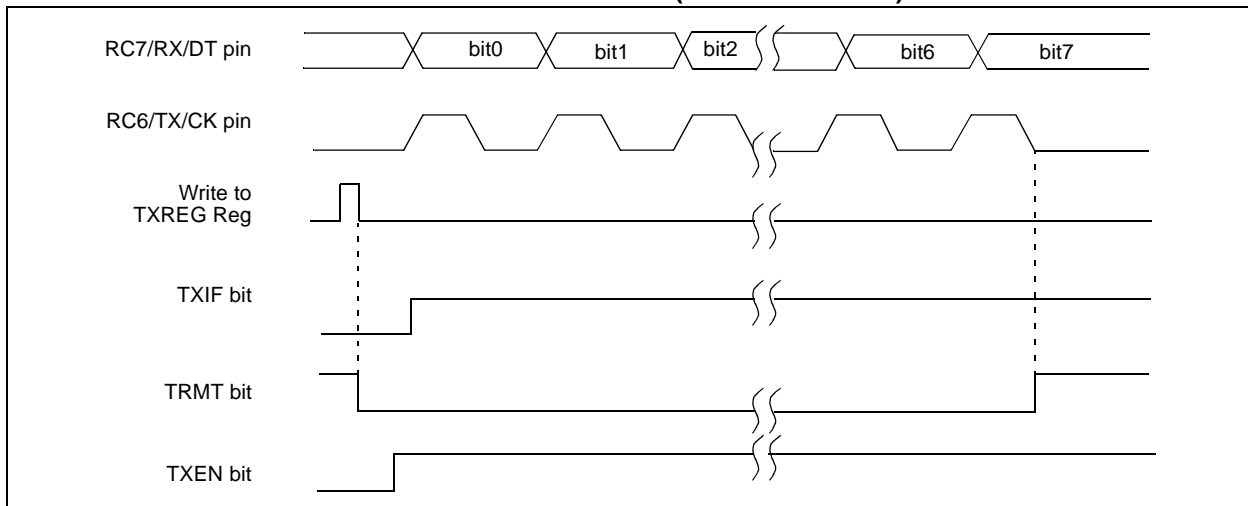 RC7/RX/DT pin
bit0 bit1 bit2 bit6 bit7
RC6/TX/CK pin
Write to
TXREG Reg
TXIF bit
TRMT bit
TXEN bit